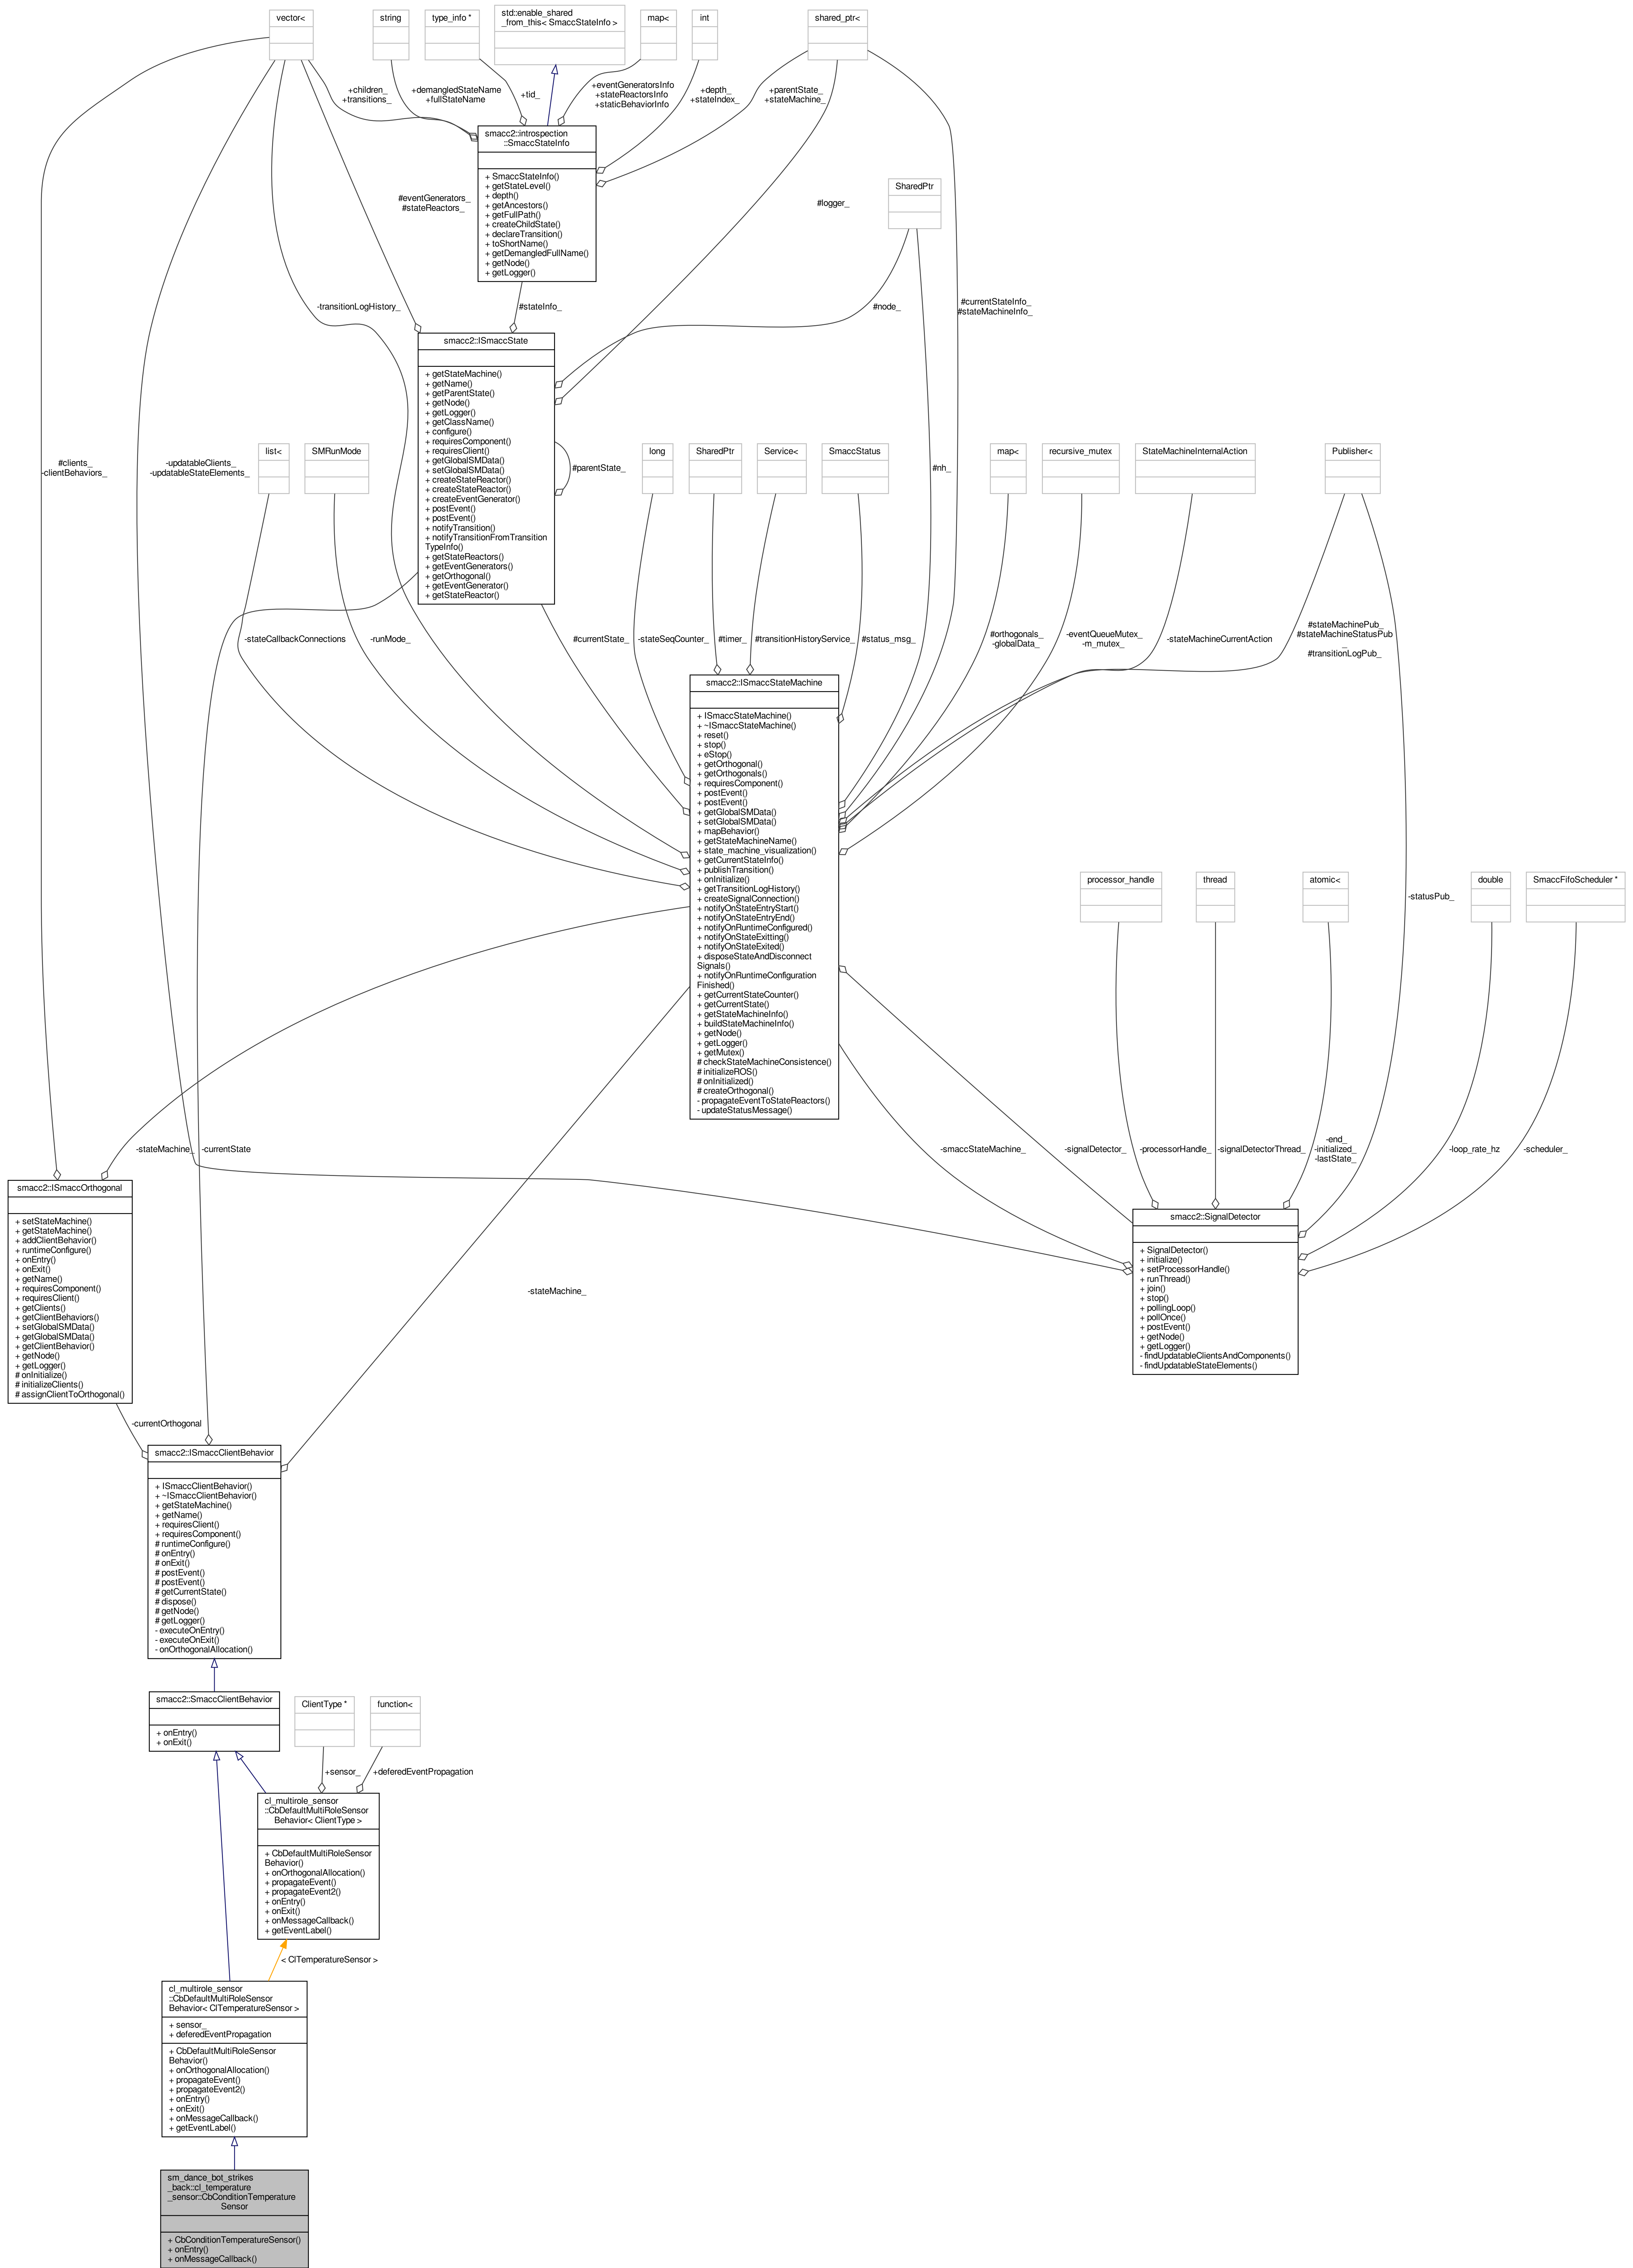 vector<
string
type_info *
std::enable_shared
_from_this< SmaccStateInfo >
map<
int
shared_ptr<
+children_
+transitions_
+demangledStateName
+fullStateName
+tid_
+eventGeneratorsInfo
+stateReactorsInfo
+staticBehaviorInfo
+depth_
+stateIndex_
+parentState_
+stateMachine_
smacc2::introspection
::SmaccStateInfo
+ SmaccStateInfo()
+ getStateLevel()
+ depth()
+ getAncestors()
+ getFullPath()
+ createChildState()
+ declareTransition()
+ toShortName()
+ getDemangledFullName()
+ getNode()
+ getLogger()
#eventGenerators_
#stateReactors_
#logger_
SharedPtr
-transitionLogHistory_
#stateInfo_
#node_
#currentStateInfo_
#stateMachineInfo_
smacc2::ISmaccState
+ getStateMachine()
+ getName()
+ getParentState()
+ getNode()
+ getLogger()
+ getClassName()
+ configure()
+ requiresComponent()
+ requiresClient()
+ getGlobalSMData()
+ setGlobalSMData()
+ createStateReactor()
+ createStateReactor()
+ createEventGenerator()
+ postEvent()
+ postEvent()
+ notifyTransition()
+ notifyTransitionFromTransition
TypeInfo()
+ getStateReactors()
+ getEventGenerators()
+ getOrthogonal()
+ getEventGenerator()
+ getStateReactor()
#clients_
-clientBehaviors_
-updatableClients_
-updatableStateElements_
list<
SMRunMode
#parentState_
long
SharedPtr
Service<
SmaccStatus
#nh_
map<
recursive_mutex
StateMachineInternalAction
Publisher<
-stateCallbackConnections
-runMode_
#currentState_
-stateSeqCounter_
#timer_
#transitionHistoryService_
#status_msg_
#orthogonals_
-globalData_
-eventQueueMutex_
-m_mutex_
-stateMachineCurrentAction
#stateMachinePub_
#stateMachineStatusPub
_
#transitionLogPub_
smacc2::ISmaccStateMachine
+ ISmaccStateMachine()
+ ~ISmaccStateMachine()
+ reset()
+ stop()
+ eStop()
+ getOrthogonal()
+ getOrthogonals()
+ requiresComponent()
+ postEvent()
+ postEvent()
+ getGlobalSMData()
+ setGlobalSMData()
+ mapBehavior()
+ getStateMachineName()
+ state_machine_visualization()
+ getCurrentStateInfo()
+ publishTransition()
+ onInitialize()
+ getTransitionLogHistory()
+ createSignalConnection()
+ notifyOnStateEntryStart()
+ notifyOnStateEntryEnd()
+ notifyOnRuntimeConfigured()
+ notifyOnStateExitting()
+ notifyOnStateExited()
+ disposeStateAndDisconnect
Signals()
+ notifyOnRuntimeConfiguration
Finished()
+ getCurrentStateCounter()
+ getCurrentState()
+ getStateMachineInfo()
+ buildStateMachineInfo()
+ getNode()
+ getLogger()
+ getMutex()
# checkStateMachineConsistence()
# initializeROS()
# onInitialized()
# createOrthogonal()
- propagateEventToStateReactors()
- updateStatusMessage()
processor_handle
thread
atomic<
double
SmaccFifoScheduler *
-statusPub_
-stateMachine_
-currentState
-smaccStateMachine_
-signalDetector_
-processorHandle_
-signalDetectorThread_
-end_
-initialized_
-lastState_
-loop_rate_hz
-scheduler_
smacc2::ISmaccOrthogonal
+ setStateMachine()
+ getStateMachine()
+ addClientBehavior()
+ runtimeConfigure()
+ onEntry()
+ onExit()
+ getName()
+ requiresComponent()
+ requiresClient()
+ getClients()
+ getClientBehaviors()
+ setGlobalSMData()
+ getGlobalSMData()
+ getClientBehavior()
+ getNode()
+ getLogger()
# onInitialize()
# initializeClients()
# assignClientToOrthogonal()
smacc2::SignalDetector
+ SignalDetector()
+ initialize()
+ setProcessorHandle()
+ runThread()
+ join()
+ stop()
+ pollingLoop()
+ pollOnce()
+ postEvent()
+ getNode()
+ getLogger()
- findUpdatableClientsAndComponents()
- findUpdatableStateElements()
-stateMachine_
-currentOrthogonal
smacc2::ISmaccClientBehavior
+ ISmaccClientBehavior()
+ ~ISmaccClientBehavior()
+ getStateMachine()
+ getName()
+ requiresClient()
+ requiresComponent()
# runtimeConfigure()
# onEntry()
# onExit()
# postEvent()
# postEvent()
# getCurrentState()
# dispose()
# getNode()
# getLogger()
- executeOnEntry()
- executeOnExit()
- onOrthogonalAllocation()
smacc2::SmaccClientBehavior
+ onEntry()
+ onExit()
ClientType *
function<
+sensor_
+deferedEventPropagation
cl_multirole_sensor
::CbDefaultMultiRoleSensor
Behavior< ClientType >
+ CbDefaultMultiRoleSensor
Behavior()
+ onOrthogonalAllocation()
+ propagateEvent()
+ propagateEvent2()
+ onEntry()
+ onExit()
+ onMessageCallback()
+ getEventLabel()
< ClTemperatureSensor >
cl_multirole_sensor
::CbDefaultMultiRoleSensor
Behavior< ClTemperatureSensor >
+ sensor_
+ deferedEventPropagation
+ CbDefaultMultiRoleSensor
Behavior()
+ onOrthogonalAllocation()
+ propagateEvent()
+ propagateEvent2()
+ onEntry()
+ onExit()
+ onMessageCallback()
+ getEventLabel()
sm_dance_bot_strikes
_back::cl_temperature
_sensor::CbConditionTemperature
Sensor
+ CbConditionTemperatureSensor()
+ onEntry()
+ onMessageCallback()